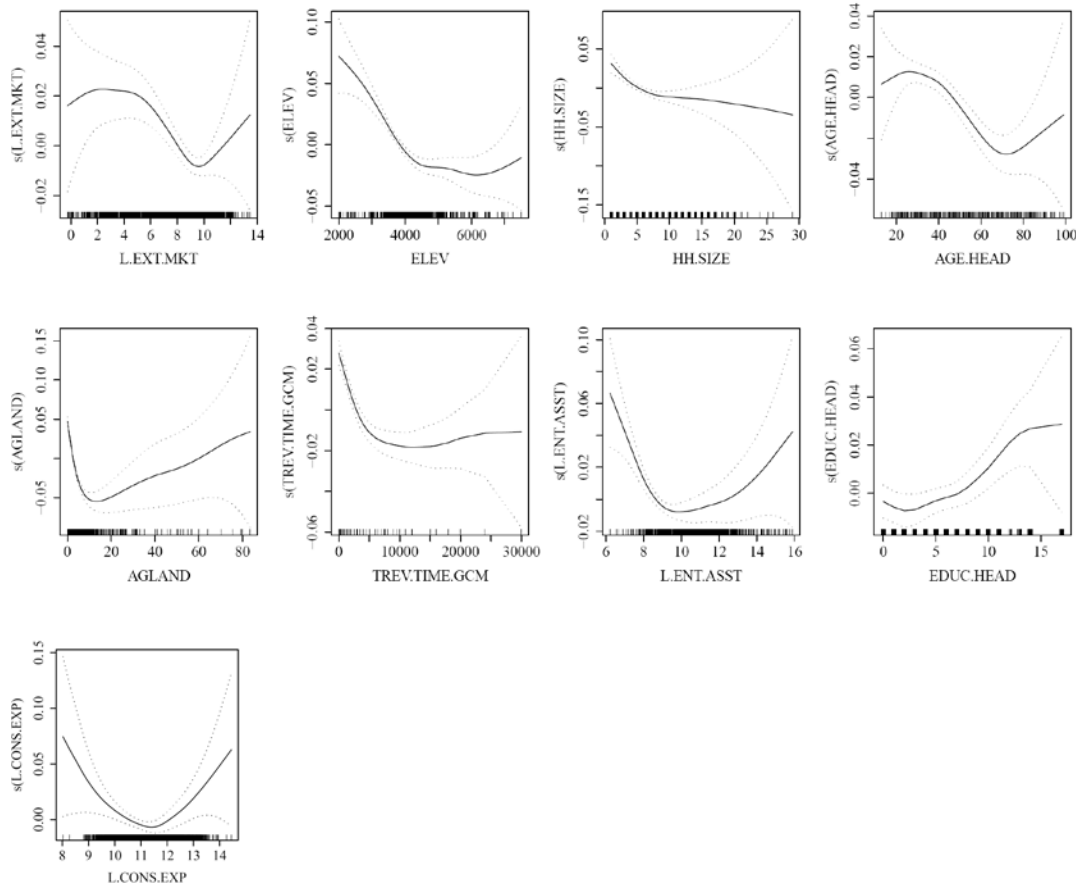 s(L.EXT.MKT)
0.04
0.02
0.00
−0.02
0 2 4 6 8 10 12 14
L.EXT.MKT
s(ELEV)
0.10
0.05
0.00
−0.05
2000 4000 6000
ELEV
s(HH.SIZE)
0.05
−0.05
−0.15
0 5 10 15 20 25 30
HH.SIZE
s(AGE.HEAD)
0.04
0.02
0.00
−0.04
20 40 60 80 100
AGE.HEAD
s(AGLAND)
0.15
0.10
0.05
−0.05
0 20 40 60 80
AGLAND
s(TREV.TIME.GCM)
0.04
0.02
−0.02
−0.06
0 10000 20000 30000
TREV.TIME.GCM
s(L.ENT.ASST)
0.10
0.06
0.02
−0.02
6 8 10 12 14 16
L.ENT.ASST
s(EDUC.HEAD)
0.06
0.04
0.02
0.00
0 5 10 15
EDUC.HEAD
s(L.CONS.EXP)
0.15
0.10
0.05
0.00
8 9 10 11 12 13 14
L.CONS.EXP